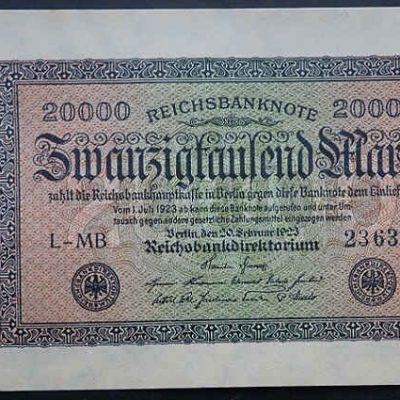 20000 REICHSBANKNOTE 2000
Zwanzigtausend Mar
zahlt die Reichsbankhauptkasse in Berlin gegen diese Banknote dem Einlief
Vom 1. Juli 1923 ab kann diese Banknote aufgerufen und unter Um-
tausch gegen andere gesetzliche Zahlungsmittel eingezogen werden
Berlin, den 20. Februar 1923
L-MB Reichsbankdirektorium 2363